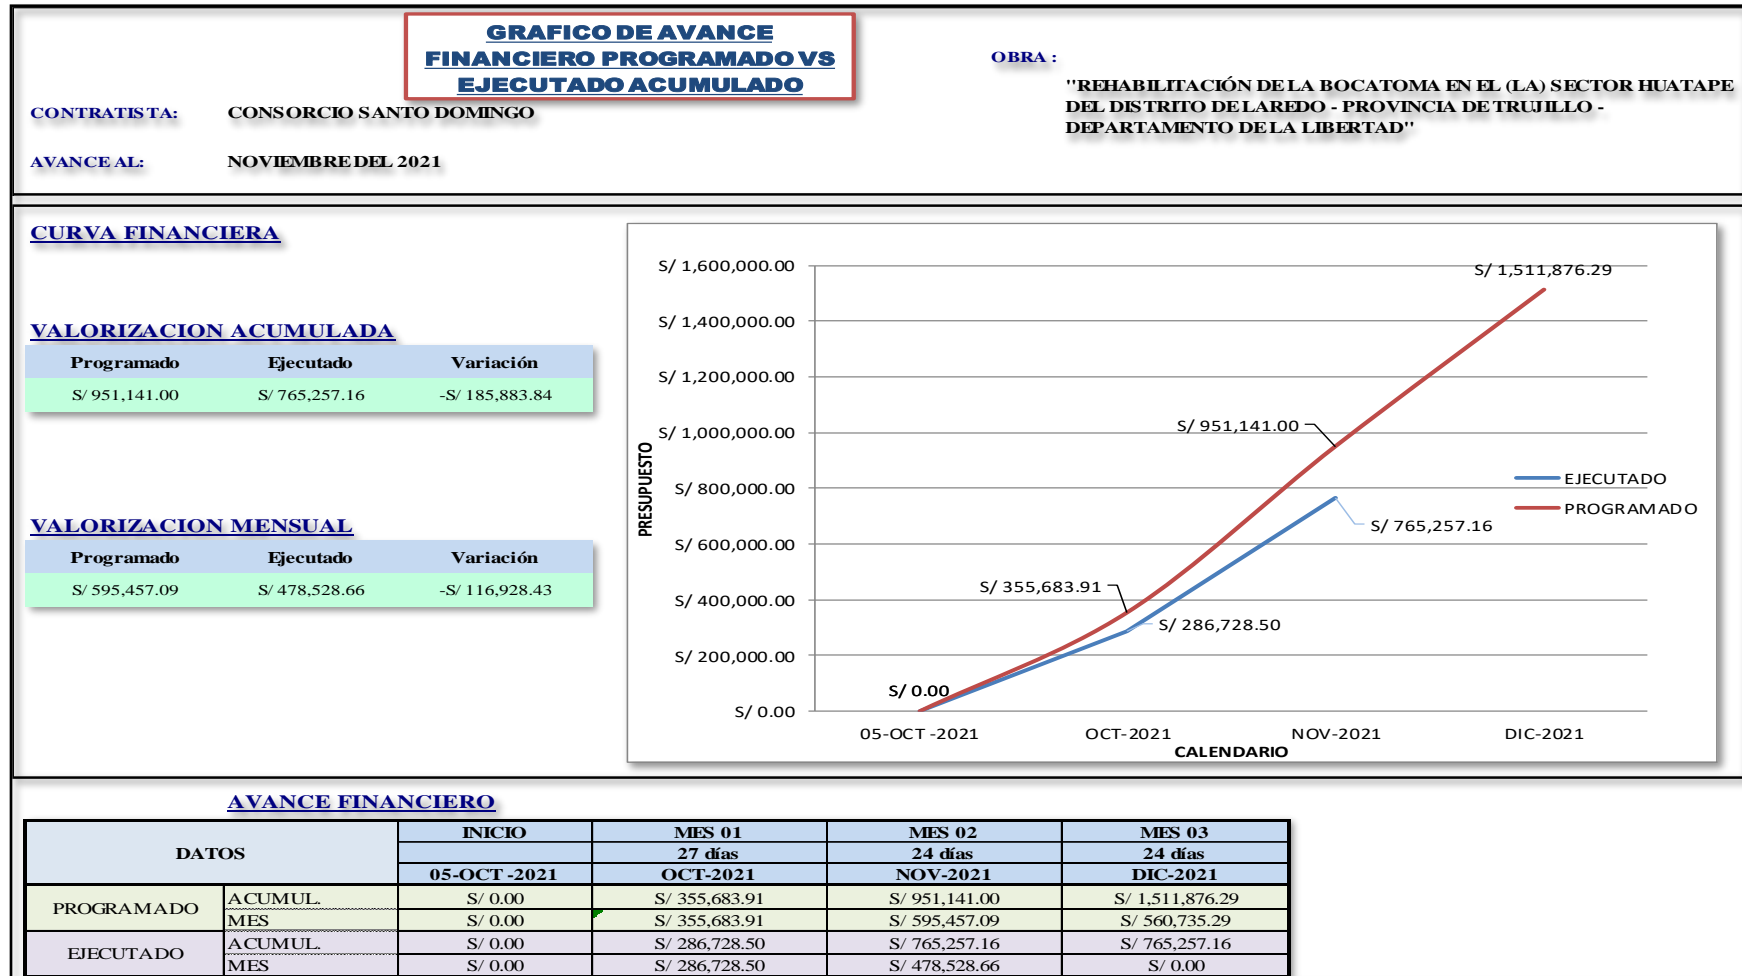 GRAFICO DE AVANCE
FINANCIERO PROGRAMADO VS
EJECUTADO ACUMULADO
OBRA :
"REHABILITACIÓN DE LA BOCATOMA EN EL (LA) SECTOR HUATAPE
DEL DISTRITO DE LAREDO - PROVINCIA DE TRUJILLO -
DEPARTAMENTO DE LA LIBERTAD"
CONTRATISTA: CONSORCIO SANTO DOMINGO
AVANCE AL: NOVIEMBRE DEL 2021
CURVA FINANCIERA
VALORIZACION ACUMULADA
Programado Ejecutado Variación
S/ 951,141.00 S/ 765,257.16 -S/ 185,883.84
VALORIZACION MENSUAL
Programado Ejecutado Variación
S/ 595,457.09 S/ 478,528.66 -S/ 116,928.43
PRESUPUESTO
S/ 1,600,000.00
S/ 1,400,000.00
S/ 1,200,000.00
S/ 1,000,000.00
S/ 800,000.00
S/ 600,000.00
S/ 400,000.00
S/ 200,000.00
S/ 0.00
S/ 1,511,876.29
S/ 951,141.00
S/ 765,257.16
S/ 355,683.91
S/ 286,728.50
S/ 0.00
EJECUTADO
PROGRAMADO
05-OCT -2021 OCT-2021 NOV-2021 DIC-2021
CALENDARIO
AVANCE FINANCIERO
DATOS INICIO MES 01 MES 02 MES 03
27 días 24 días 24 días
05-OCT -2021 OCT-2021 NOV-2021 DIC-2021
PROGRAMADO ACUMUL. S/ 0.00 S/ 355,683.91 S/ 951,141.00 S/ 1,511,876.29
MES S/ 0.00 S/ 355,683.91 S/ 595,457.09 S/ 560,735.29
EJECUTADO ACUMUL. S/ 0.00 S/ 286,728.50 S/ 765,257.16 S/ 765,257.16
MES S/ 0.00 S/ 286,728.50 S/ 478,528.66 S/ 0.00